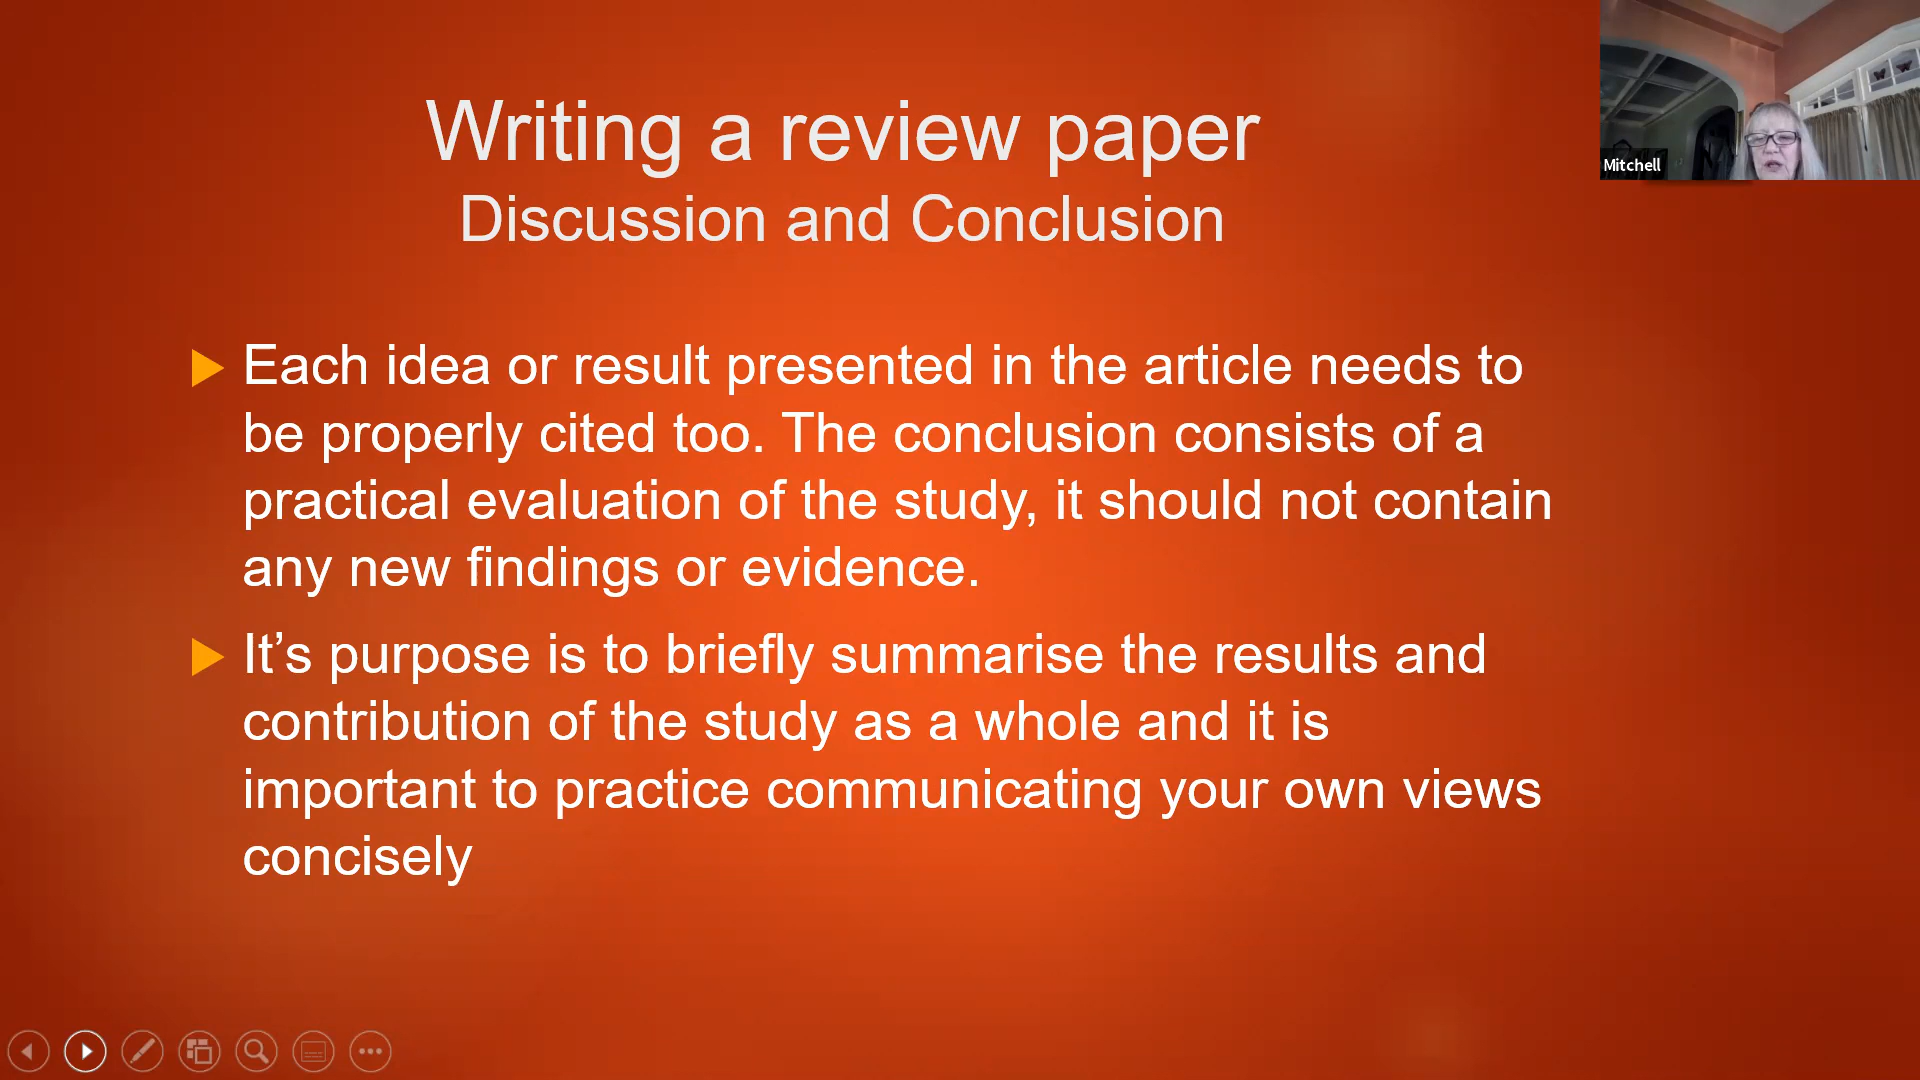 Writing a review paper
Discussion and Conclusion
Mitchell
Each idea or result presented in the article needs to
be properly cited too. The conclusion consists of a
practical evaluation of the study, it should not contain
any new findings or evidence.
It’s purpose is to briefly summarise the results and
contribution of the study as a whole and it is
important to practice communicating your own views
concisely